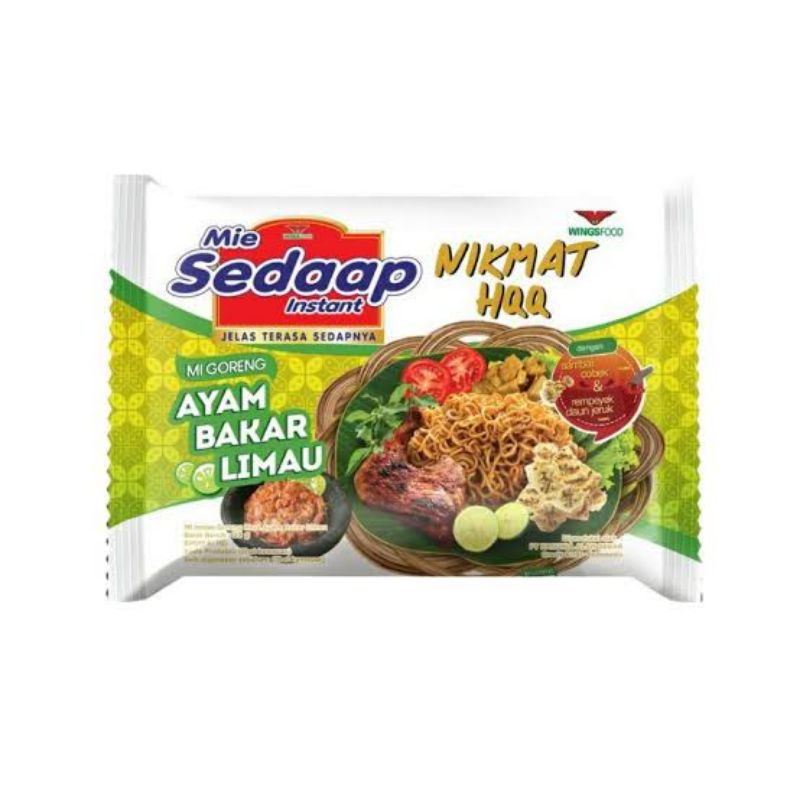 Mie
WINGSFOOD
Sedaap
Instant
JELAS TERASA SEDAPNYA
NIKMAT
HQQ
WINGSFOOD
MI GORENG
AYAM
BAKAR
LIMAU
dengan
sambal
cobek
&
rempeyek
daun jeruk